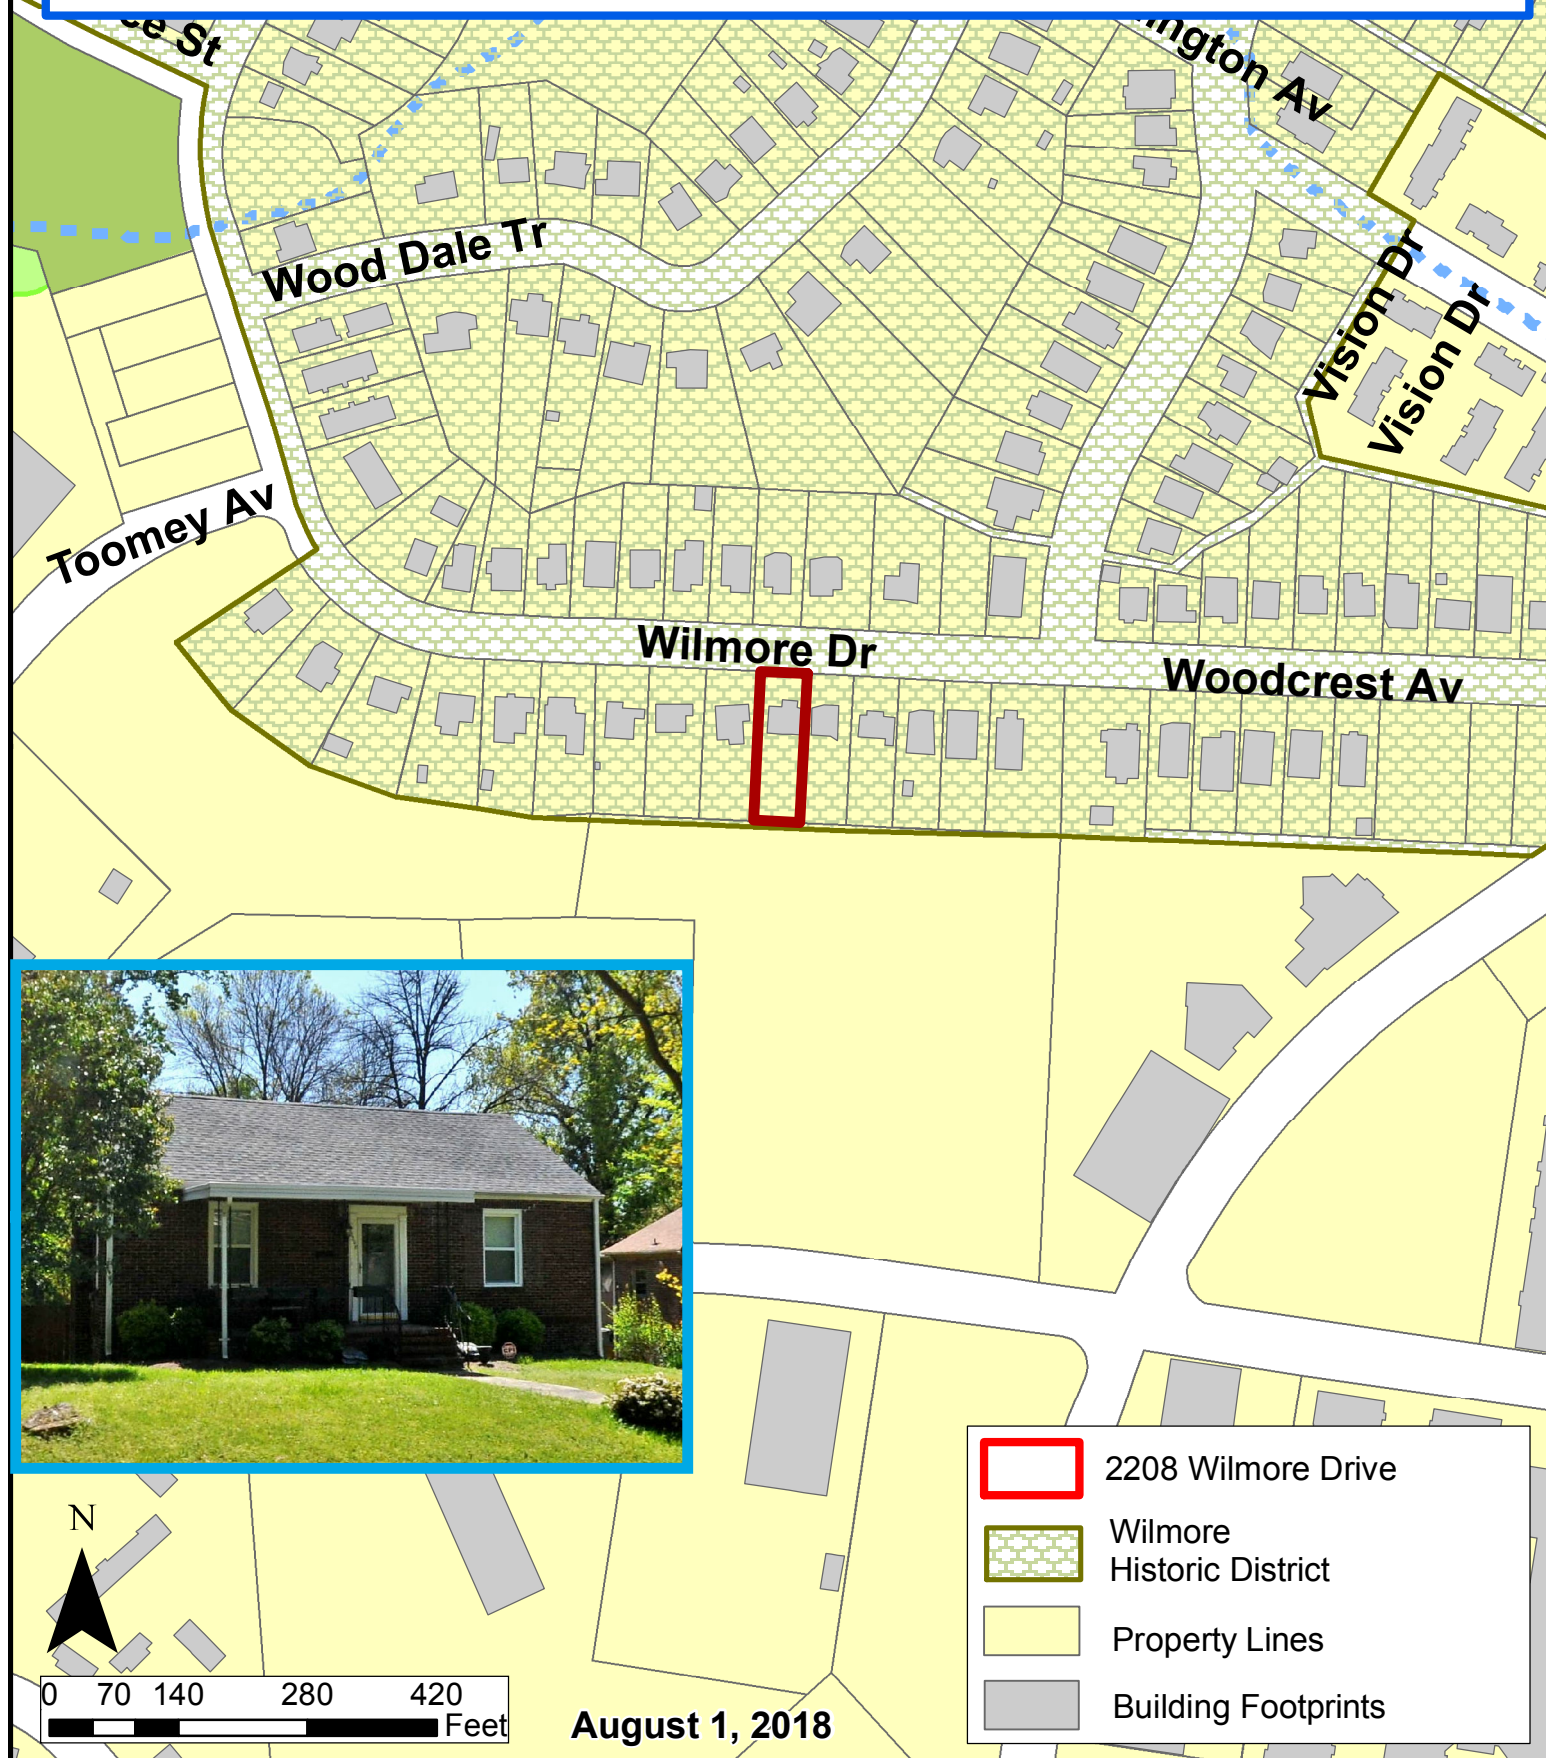 St
ngton Av
Wood Dale Tr
Vision Dr
Vision Dr
Toomey Av
Wilmore Dr
Woodcrest Av
2208 Wilmore Drive
Wilmore
Historic District
Property Lines
Building Footprints
N
0 70 140 280 420
Feet
August 1, 2018